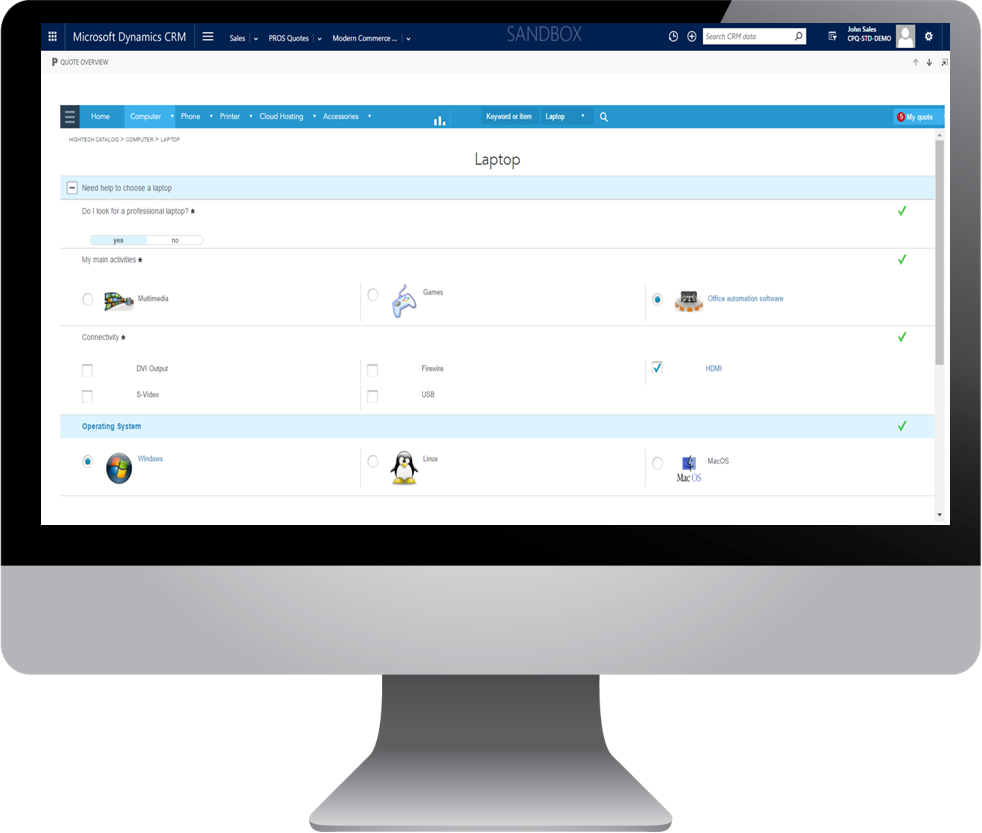 Microsoft Dynamics CRM Sales PROS Quotes Modern Commerce ... SANDBOX Search CRM data John Sales
CPQ-STD-DEMO
QUOTE OVERVIEW
Home Computer Phone Printer Cloud Hosting Accessories Keyword or item Laptop 5 My quote
HIGHTECH CATALOG > COMPUTER > LAPTOP
Laptop
Need help to choose a laptop
Do I look for a professional laptop? *
yes no
My main activities *
Multimedia Games Office automation software
Connectivity *
DVI Output Firewire HDMI
S-Video USB
Operating System
Windows Linux MacOS
Mac OS